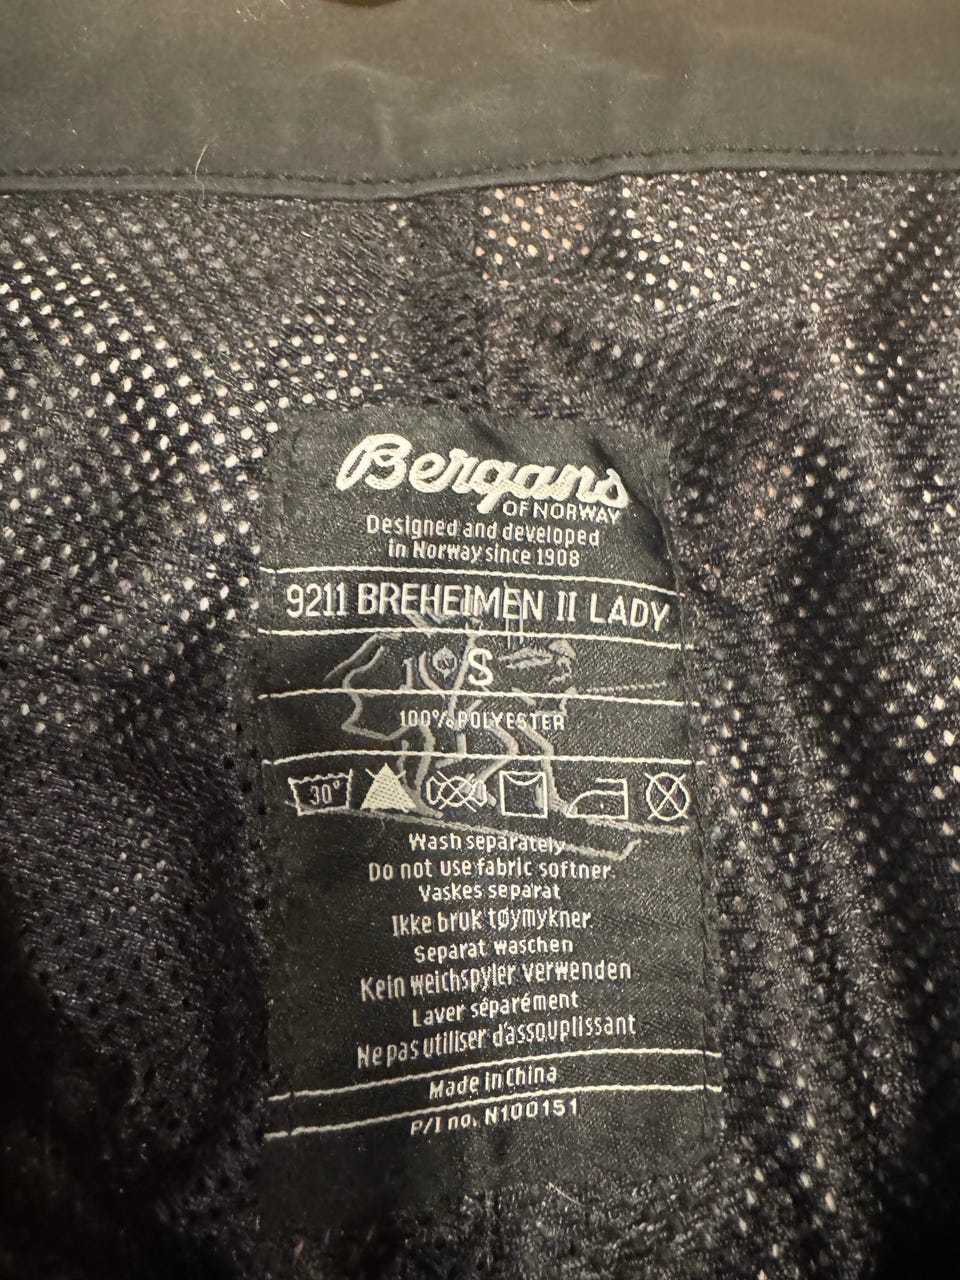 Bergans
OF NORWAY
Designed and developed
in Norway since 1908
9211 BREHEIMEN II LADY
S
100% POLYESTER
30°
Wash separately
Do not use fabric softner
Vaskes separat
Ikke bruk tøymykner.
Separat waschen
Kein weichspyler verwenden
Laver séparément
Ne pas utiliser d'assouplissant
Made in China
P/I no. N100151